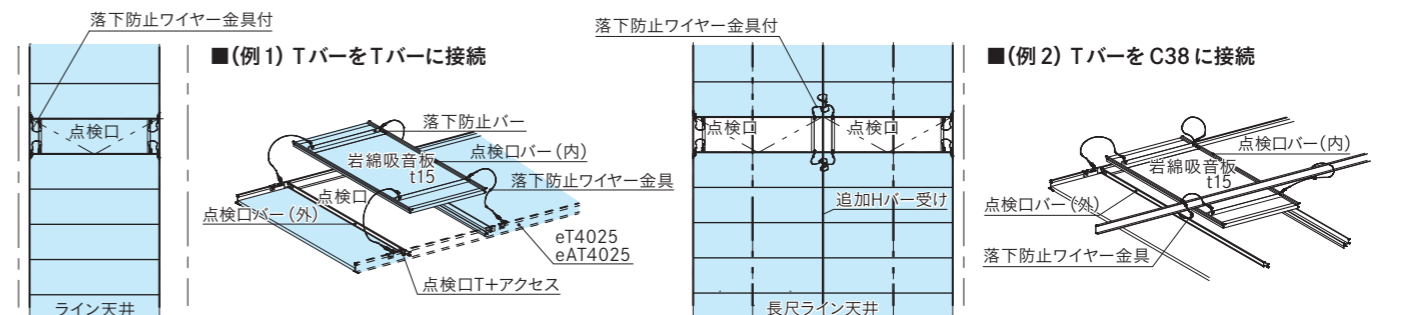 落下防止ワイヤー金具付
点検口
ライン天井
■(例1) TバーをTバーに接続
落下防止バー
点検口バー(内)
岩綿吸音板
t15
落下防止ワイヤー金具
点検口
点検口バー(外)
eT4025
eAT4025
点検口T+アクセス
落下防止ワイヤー金具付
点検口
点検口
追加Hバー受け
長尺ライン天井
■(例2) TバーをC38に接続
点検口バー(内)
岩綿吸音板
t15
点検口バー(外)
落下防止ワイヤー金具